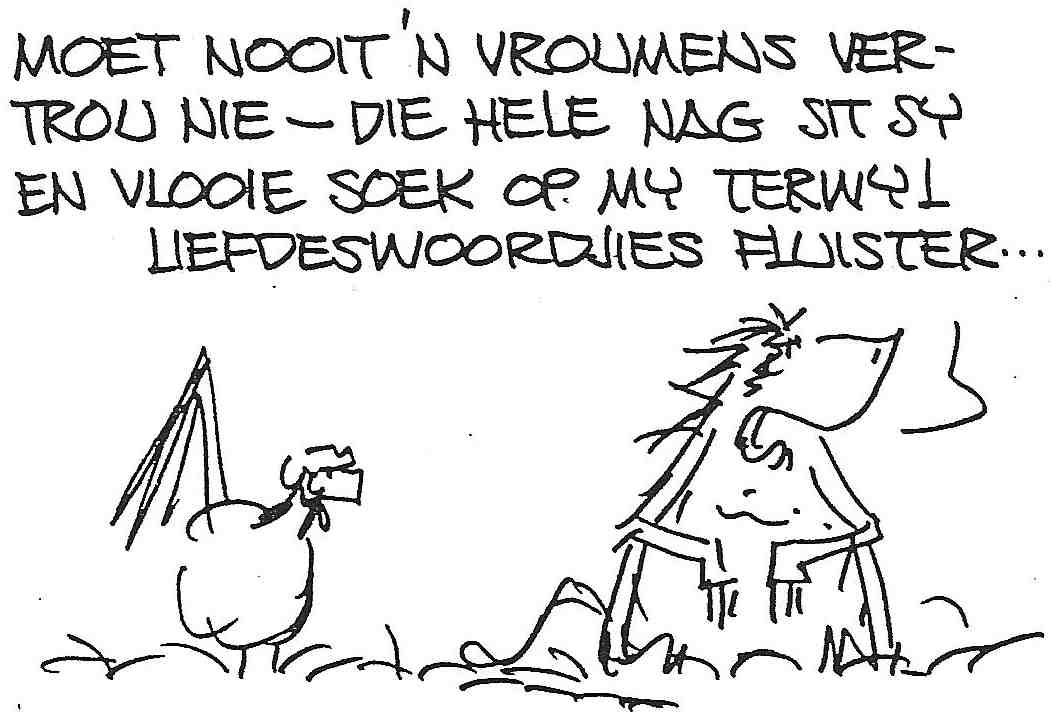 MOET NOOIT 'N VROUMENS VER-
TROU NIE – DIE HELE NAG SIT SY
EN VLOOIE SOEK OP MY TERWYL
LIEFDESWOORDJIES FLUISTER...